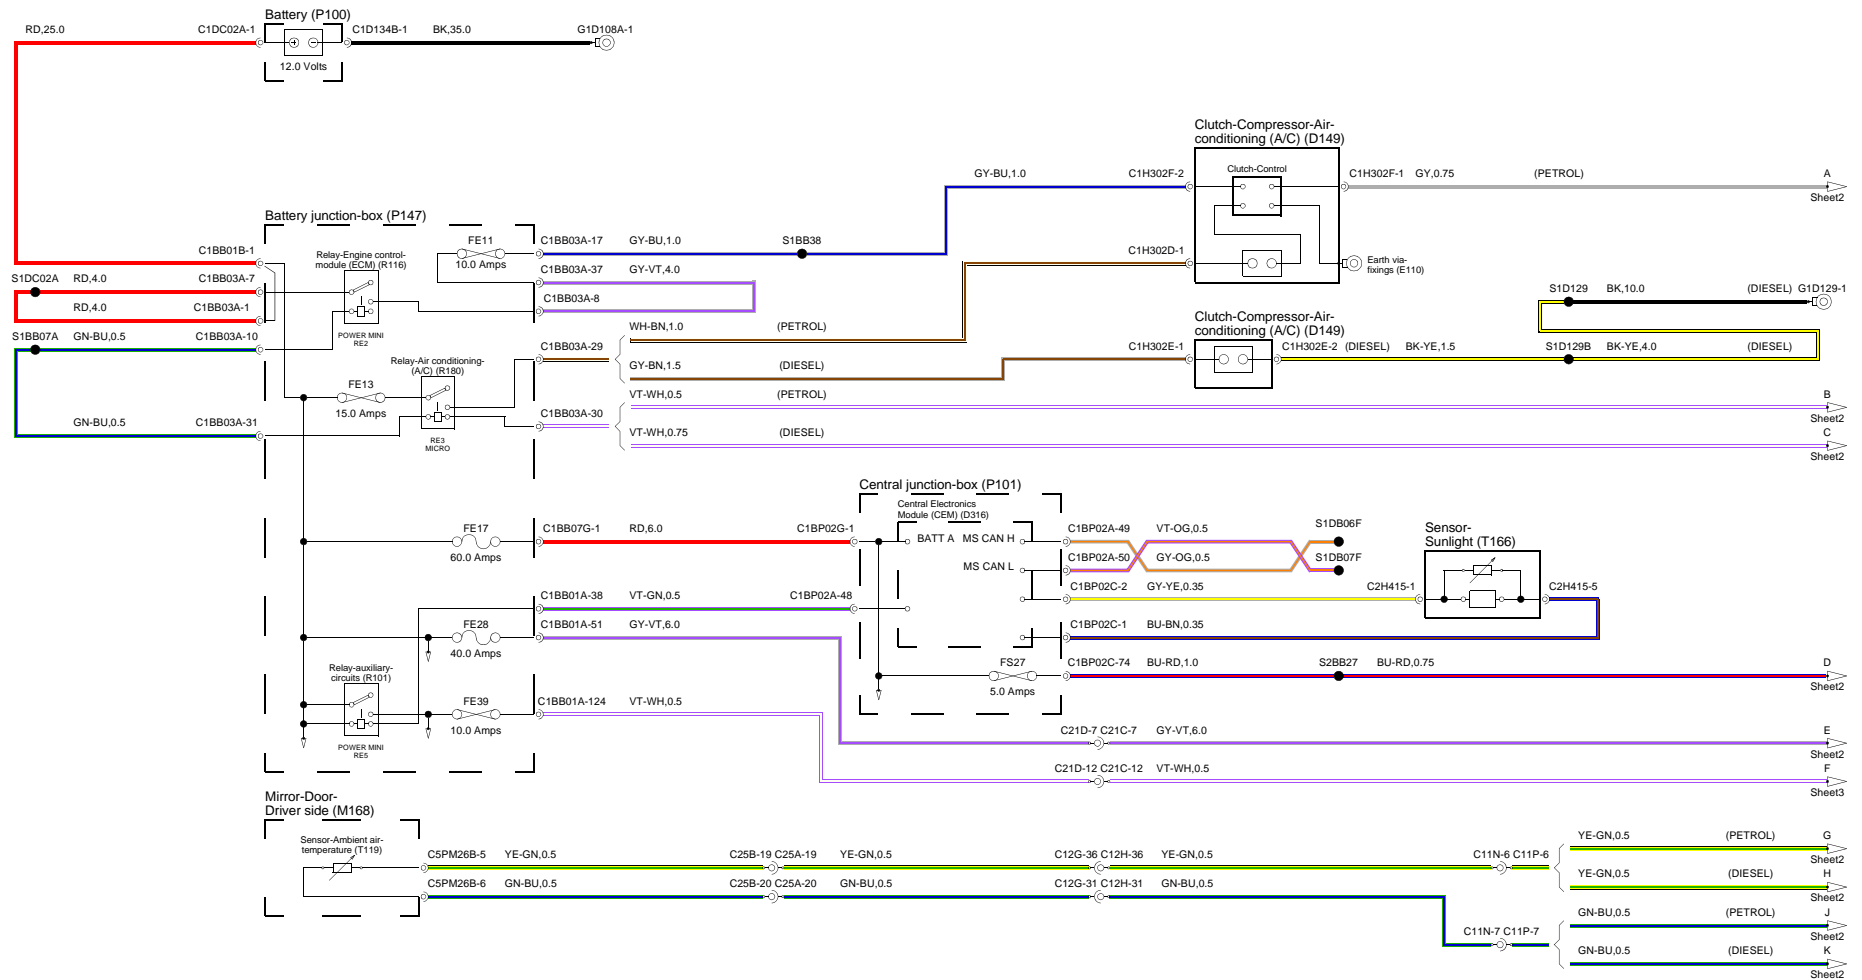 Battery (P100)
RD,25.0
C1DC02A-1
C1D134B-1
BK,35.0
G1D108A-1
12.0 Volts
Clutch-Compressor-Air-
conditioning (A/C) (D149)
Clutch-Control
GY-BU,1.0
C1H302F-2
C1H302F-1
GY,0.75
(PETROL)
A
Sheet2
Battery junction-box (P147)
C1BB01B-1
Relay-Engine control-
module (ECM) (R116)
FE11
10.0 Amps
C1BB03A-17
GY-BU,1.0
S1BB38
C1H302D-1
Earth via-
fixings (E110)
S1DC02A
RD,4.0
C1BB03A-7
C1BB03A-37
GY-VT,4.0
S1D129
BK,10.0
(DIESEL)
G1D129-1
RD,4.0
C1BB03A-1
C1BB03A-8
S1BB07A
GN-BU,0.5
C1BB03A-10
POWER MINI
RE2
WH-BN,1.0
(PETROL)
Clutch-Compressor-Air-
conditioning (A/C) (D149)
C1BB03A-29
C1H302E-1
C1H302E-2
(DIESEL)
BK-YE,1.5
S1D129B
BK-YE,4.0
(DIESEL)
Relay-Air conditioning-
(A/C) (R180)
GY-BN,1.5
(DIESEL)
FE13
15.0 Amps
VT-WH,0.5
(PETROL)
B
Sheet2
GN-BU,0.5
C1BB03A-31
C1BB03A-30
VT-WH,0.75
(DIESEL)
C
Sheet2
RE3
MICRO
Central junction-box (P101)
Central Electronics
Module (CEM) (D316)
FE17
60.0 Amps
C1BB07G-1
RD,6.0
C1BP02G-1
BATT A
MS CAN H
C1BP02A-49
VT-OG,0.5
S1DB06F
Sensor-
Sunlight (T166)
MS CAN L
C1BP02A-50
GY-OG,0.5
S1DB07F
C1BB01A-38
VT-GN,0.5
C1BP02A-48
C1BP02C-2
GY-YE,0.35
C2H415-1
C2H415-5
FE28
40.0 Amps
C1BB01A-51
GY-VT,6.0
C1BP02C-1
BU-BN,0.35
Relay-auxiliary-
circuits (R101)
FS27
5.0 Amps
C1BP02C-74
BU-RD,1.0
S2BB27
BU-RD,0.75
D
Sheet2
FE39
10.0 Amps
C1BB01A-124
VT-WH,0.5
POWER MINI
RE5
C21D-7 C21C-7
GY-VT,6.0
E
Sheet2
C21D-12 C21C-12
VT-WH,0.5
F
Sheet3
Mirror-Door-
Driver side (M168)
Sensor-Ambient air-
temperature (T119)
C5PM26B-5
YE-GN,0.5
C25B-19 C25A-19
YE-GN,0.5
C12G-36 C12H-36
YE-GN,0.5
C11N-6 C11P-6
YE-GN,0.5
(PETROL)
G
Sheet2
YE-GN,0.5
(DIESEL)
H
Sheet2
C5PM26B-6
GN-BU,0.5
C25B-20 C25A-20
GN-BU,0.5
C12G-31 C12H-31
GN-BU,0.5
C11N-7 C11P-7
GN-BU,0.5
(PETROL)
J
Sheet2
GN-BU,0.5
(DIESEL)
K
Sheet2